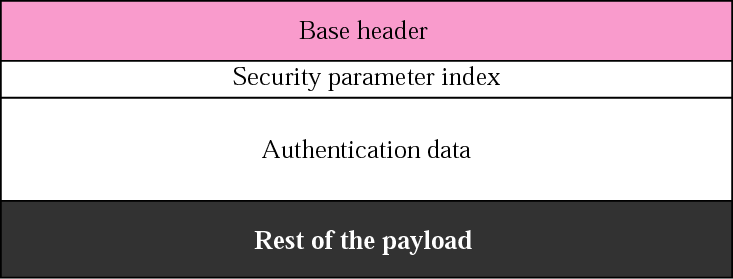 Base header
Security parameter index
Authentication data
Rest of the payload